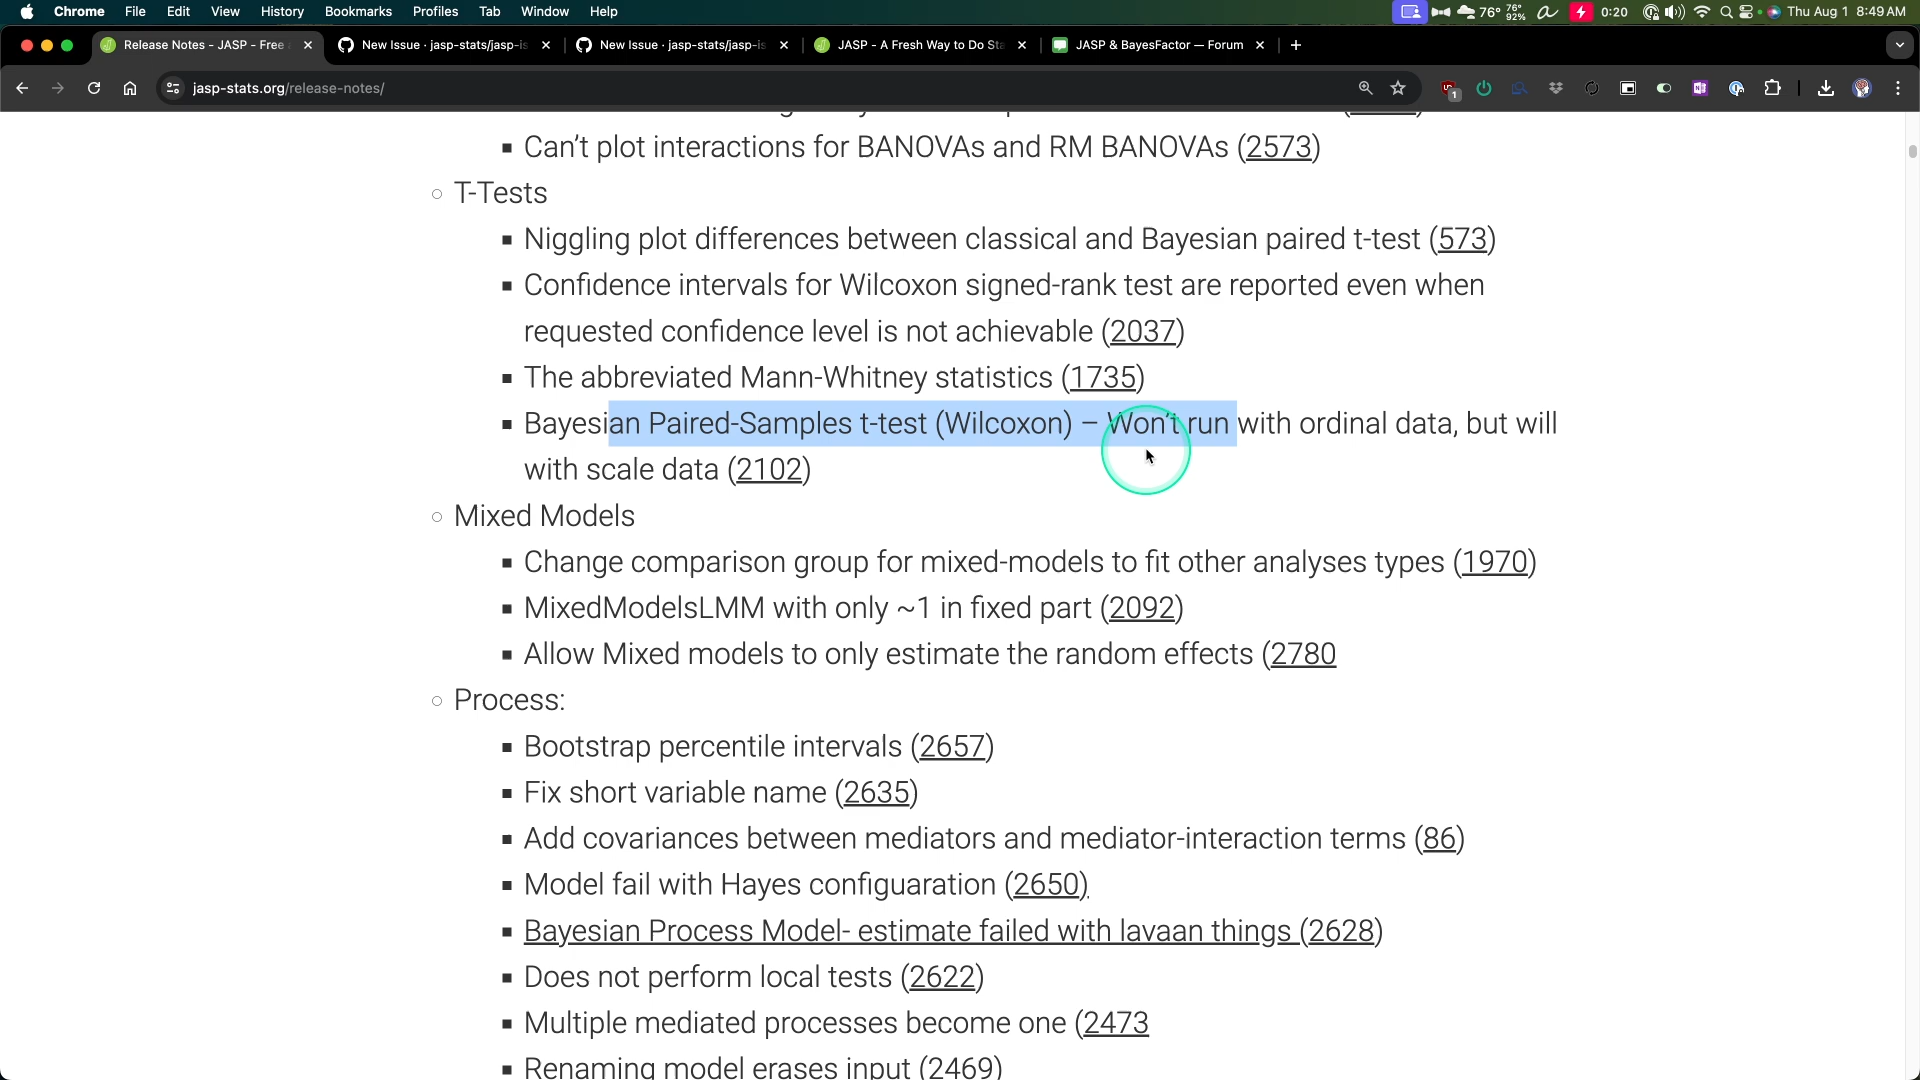 Chrome File Edit View History Bookmarks Profiles Tab Window Help 76° 76° 92% 0:20 Thu Aug 1 8:49 AM
Release Notes - JASP - Free New Issue · jasp-stats/jasp-is New Issue · jasp-stats/jasp-is JASP - A Fresh Way to Do Sta JASP & BayesFactor — Forum
jasp-stats.org/release-notes/
Can’t plot interactions for BANOVAs and RM BANOVAs (2573)
T-Tests
Niggling plot differences between classical and Bayesian paired t-test (573)
Confidence intervals for Wilcoxon signed-rank test are reported even when
requested confidence level is not achievable (2037)
The abbreviated Mann-Whitney statistics (1735)
Bayesian Paired-Samples t-test (Wilcoxon) – Won’t run with ordinal data, but will
with scale data (2102)
Mixed Models
Change comparison group for mixed-models to fit other analyses types (1970)
MixedModelsLMM with only ~1 in fixed part (2092)
Allow Mixed models to only estimate the random effects (2780
Process:
Bootstrap percentile intervals (2657)
Fix short variable name (2635)
Add covariances between mediators and mediator-interaction terms (86)
Model fail with Hayes configuaration (2650)
Bayesian Process Model- estimate failed with lavaan things (2628)
Does not perform local tests (2622)
Multiple mediated processes become one (2473
Renaming model erases input (2469)